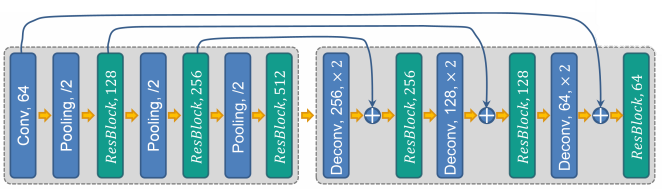 Conv, 64
Pooling, /2
ResBlock, 128
Pooling, /2
ResBlock, 256
Pooling, /2
ResBlock, 512
Deconv, 256, × 2
ResBlock, 256
Deconv, 128, × 2
ResBlock, 128
Deconv, 64, × 2
ResBlock, 64